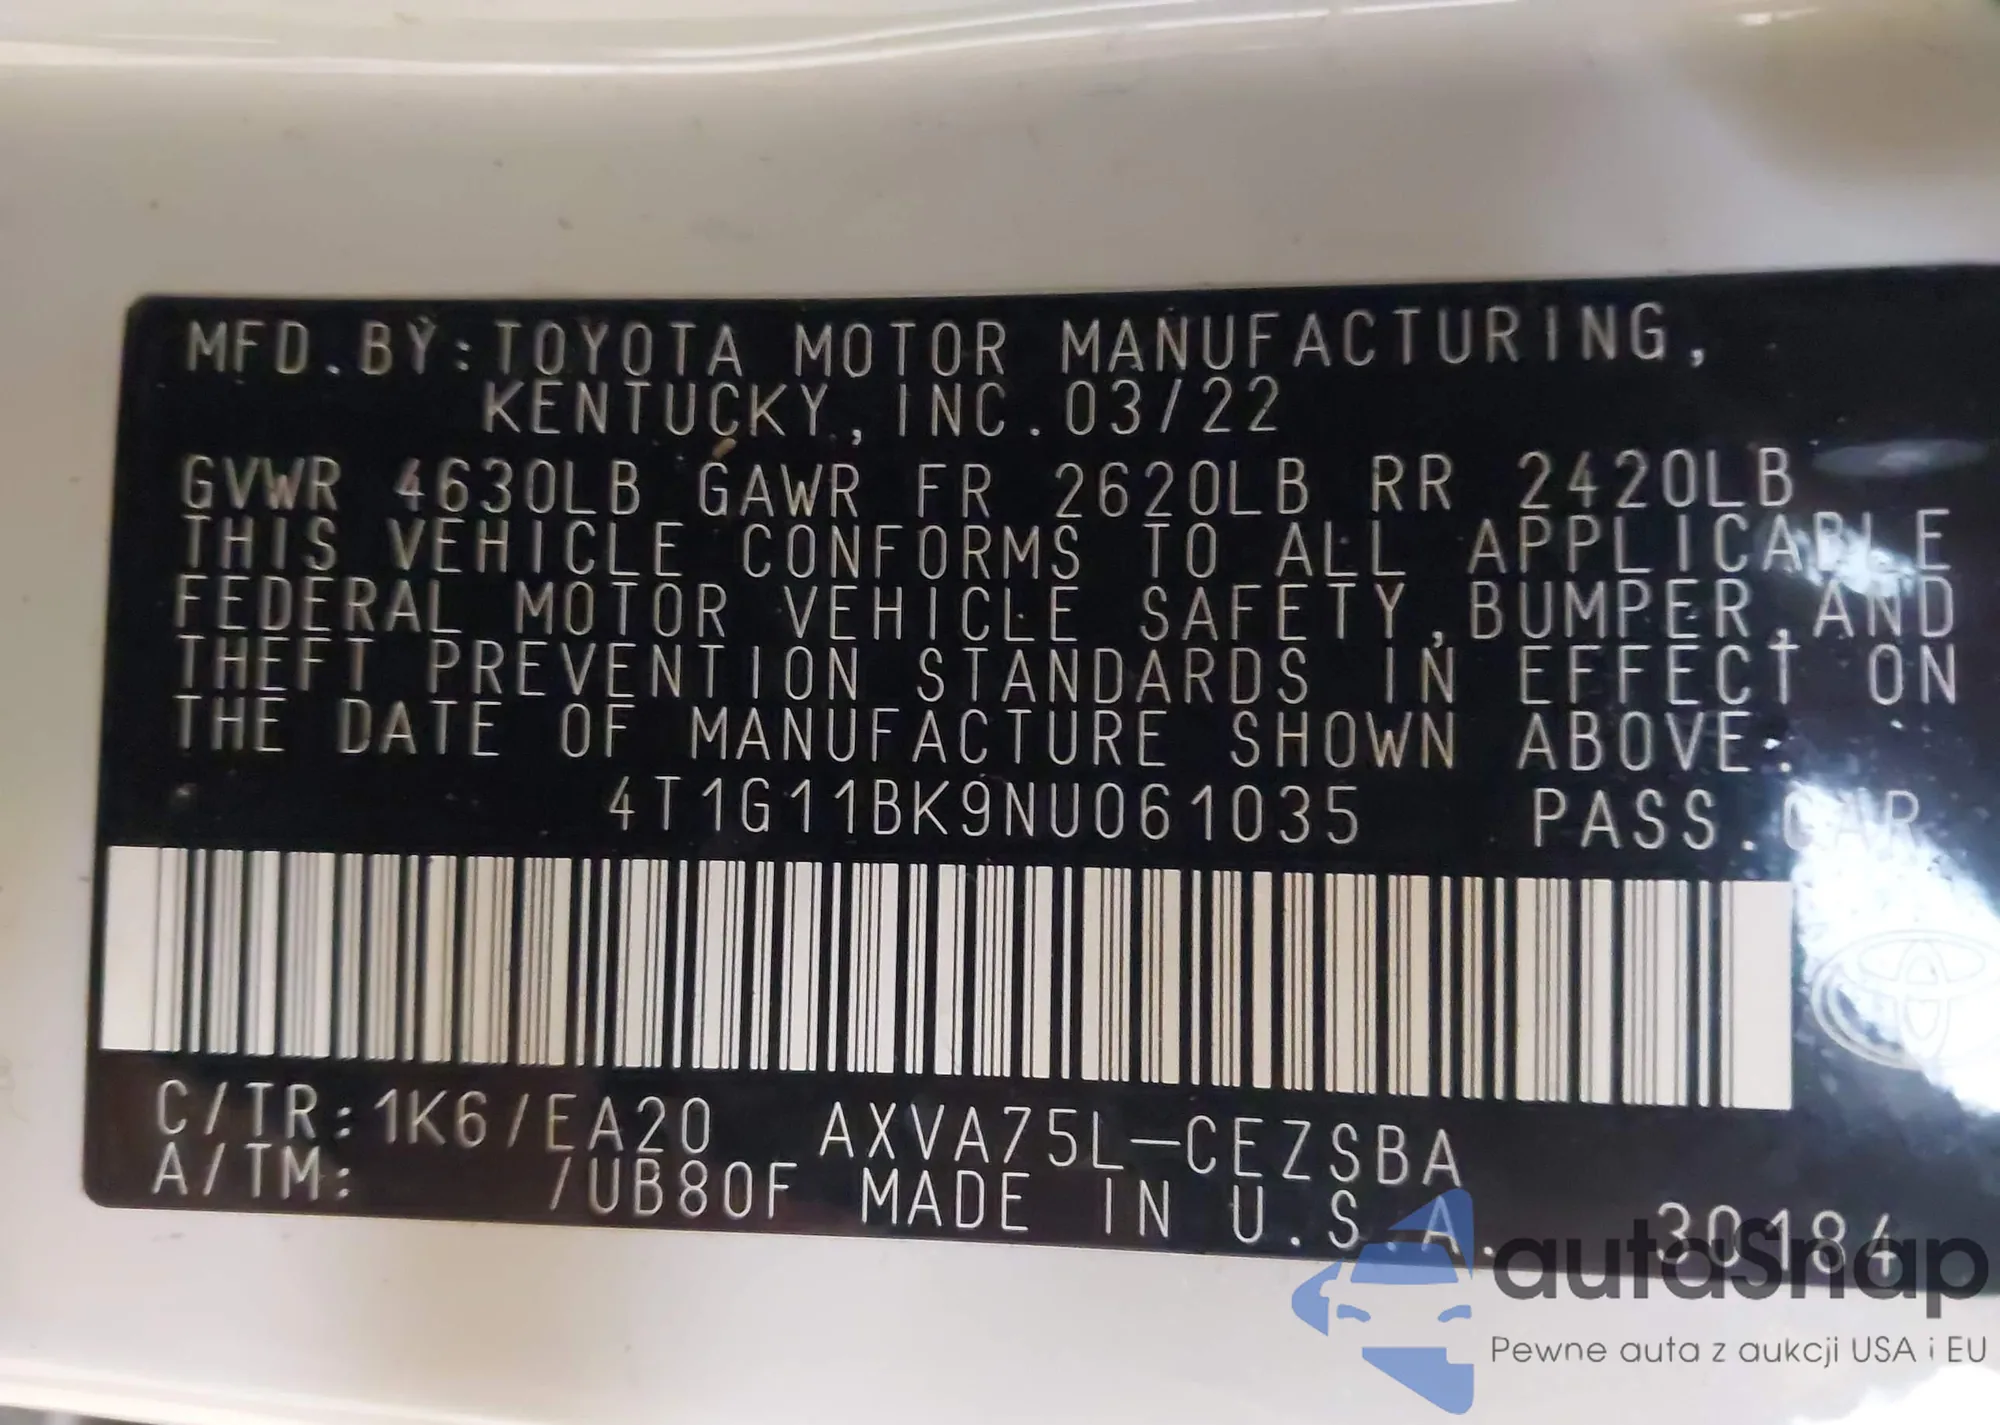 MFD.BY:TOYOTA MOTOR MANUFACTURING,
KENTUCKY, INC.03/22
GVWR 4630LB GAWR FR 2620LB RR 2420LB
THIS VEHICLE CONFORMS TO ALL APPLICABLE
FEDERAL MOTOR VEHICLE SAFETY,BUMPER,AND
THEFT PREVENTION STANDARDS IN EFFECT ON
THE DATE OF MANUFACTURE SHOWN ABOVE.
4T1G11BK9NU061035 PASS.CAR
C/TR:1K6/EA20 AXVA75L-CEZSBA
A/TM: /UB80F MADE IN U.S.A. 30184
autoSnap
Pewne auta z aukcji USA i EU